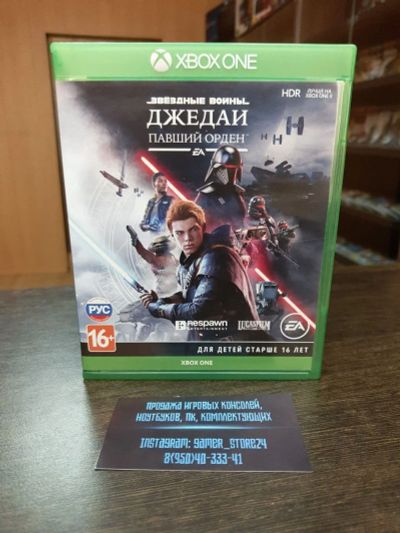 XBOX ONE
HDR
ЛУЧШЕ НА
XBOX ONE X
ЗВЁЗДНЫЕ ВОЙНЫ
ДЖЕДАИ
ПАВШИЙ ОРДЕН
EA
РУС
16+
respawn
ENTERTAINMENT
LUCASFILM
EA
ДЛЯ ДЕТЕЙ СТАРШЕ 16 ЛЕТ
XBOX ONE
ПРОДАЖА ИГРОВЫХ КОНСОЛЕЙ,
НОУТБУКОВ, ПК, КОМПЛЕКТУЮЩИХ
INSTAGRAM: GAMER_STORE24
8(950)40-333-41